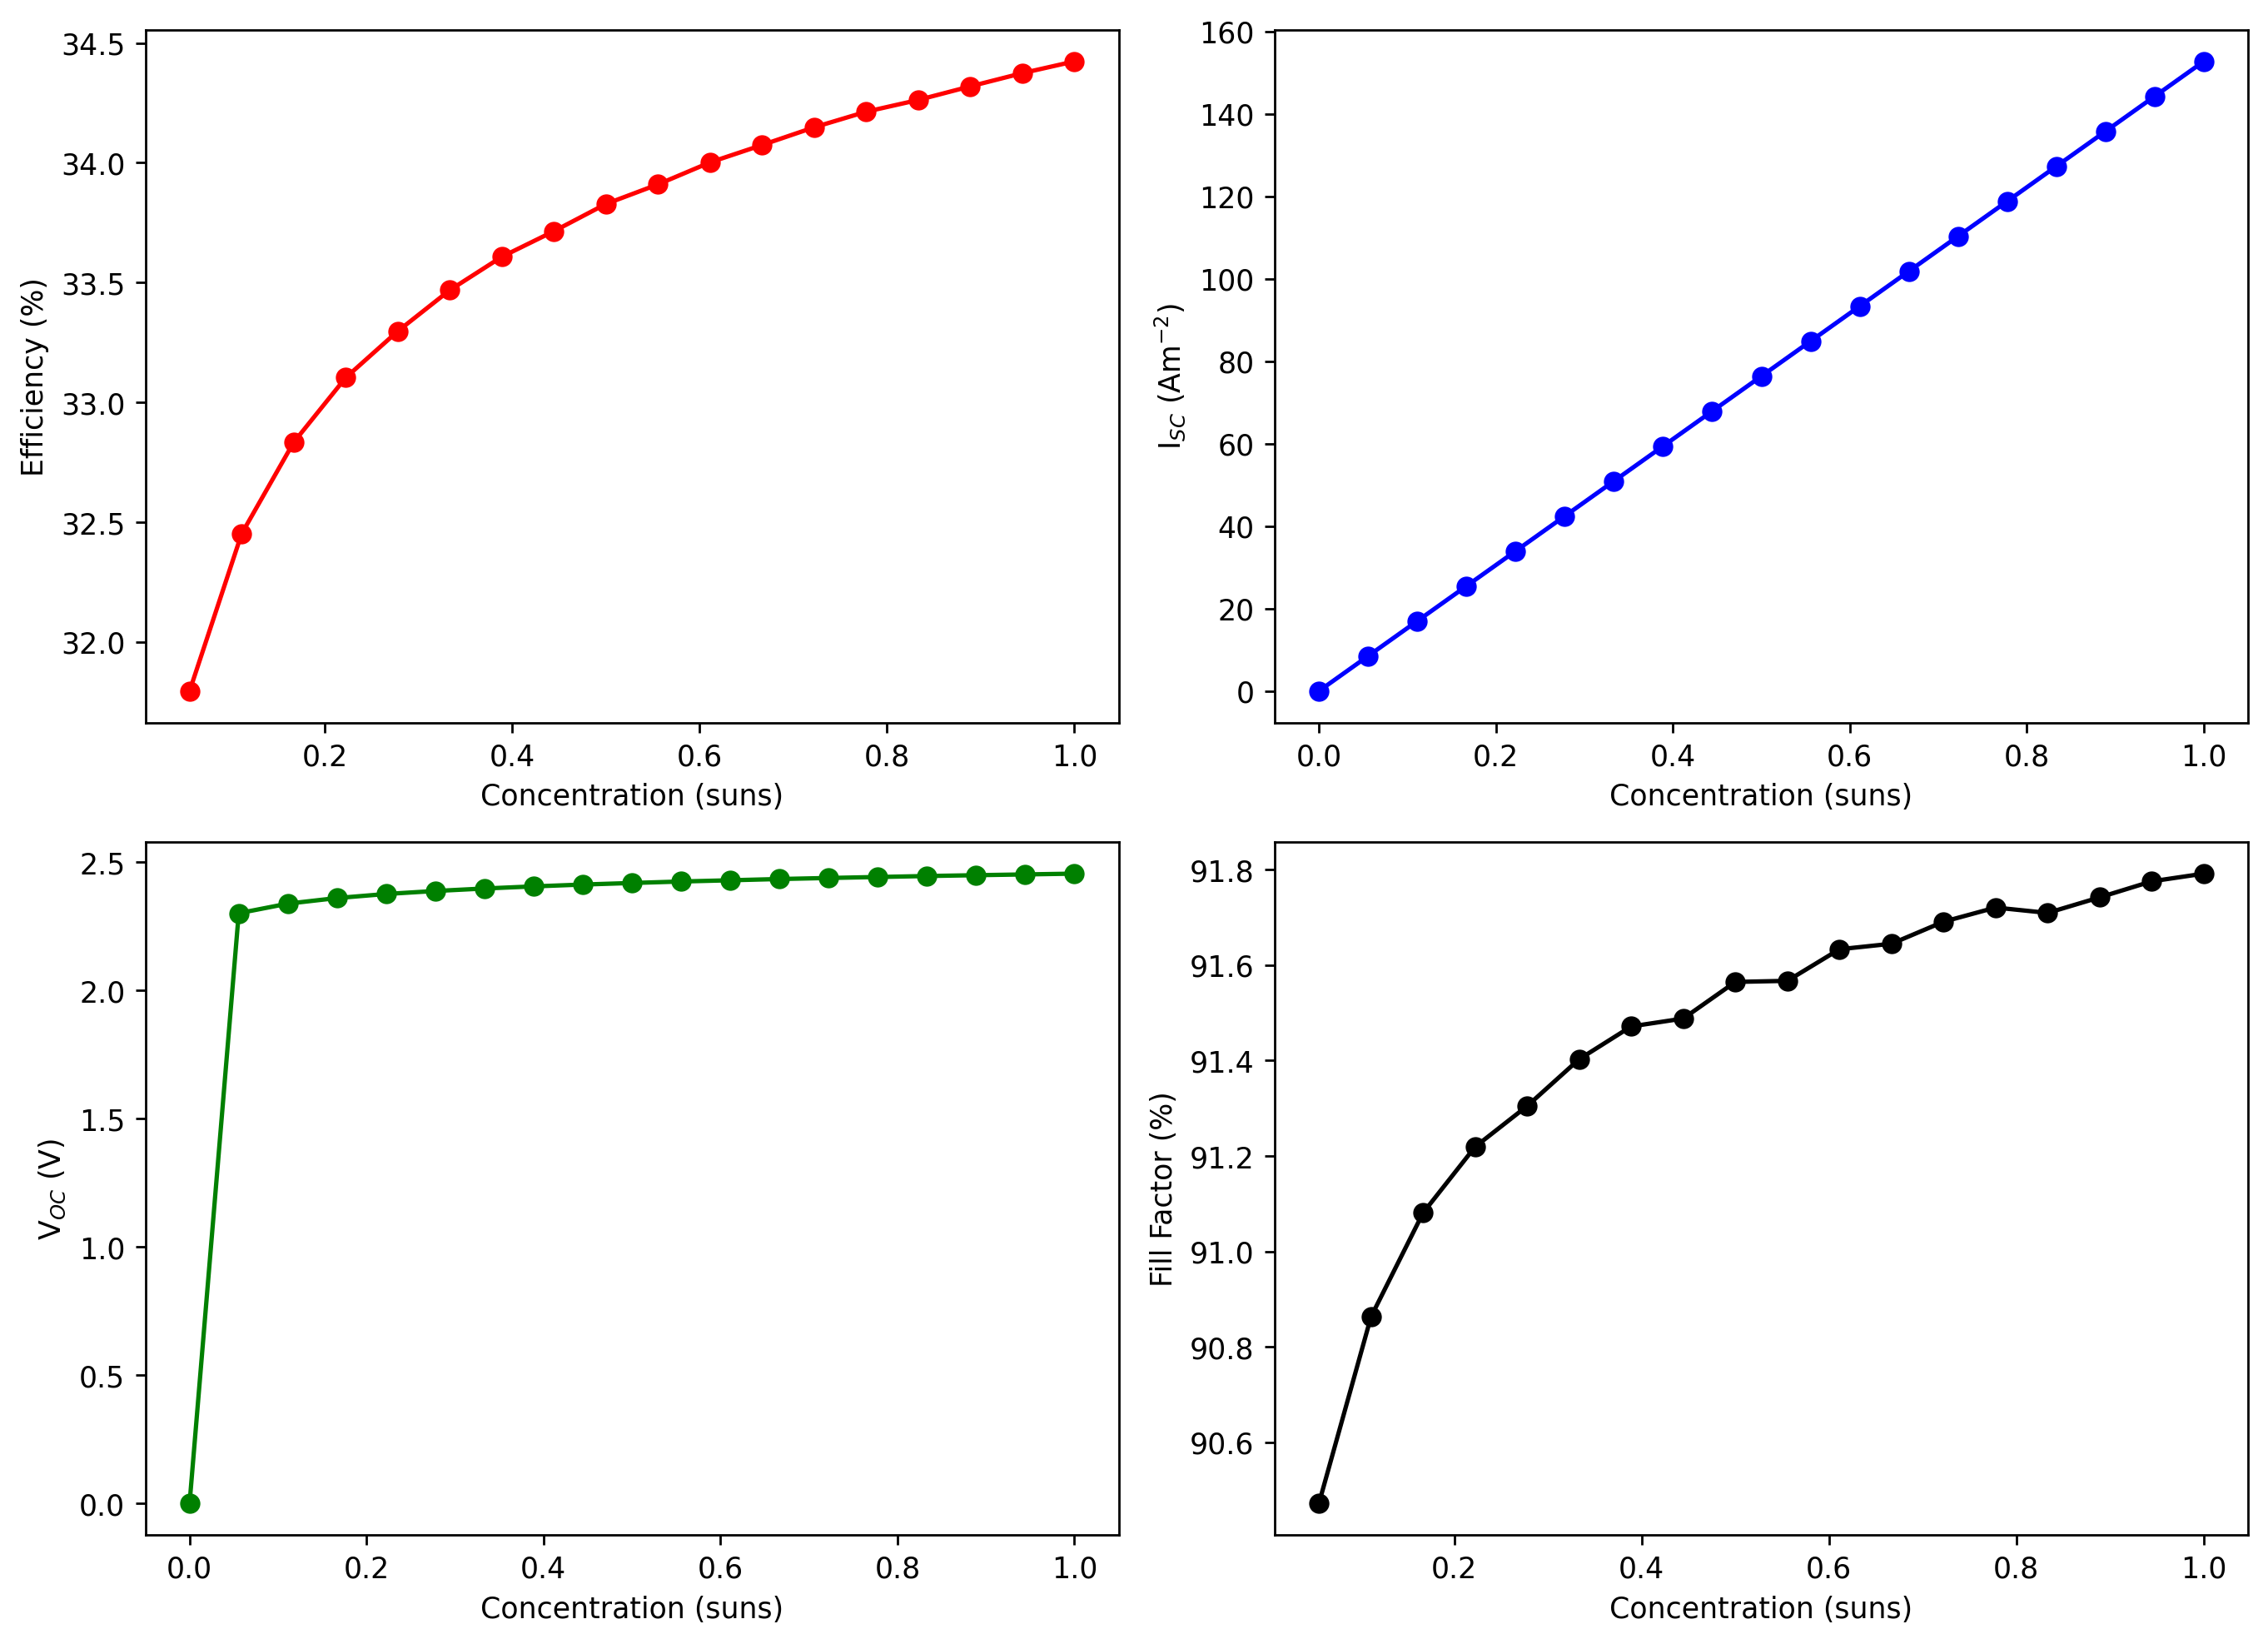 34.5
34.0
33.5
33.0
32.5
32.0
Efficiency (%)
0.2 0.4 0.6 0.8 1.0
Concentration (suns)
160
140
120
100
80
60
40
20
0
I_SC (Am⁻²)
0.0 0.2 0.4 0.6 0.8 1.0
Concentration (suns)
2.5
2.0
1.5
1.0
0.5
0.0
V_OC (V)
0.0 0.2 0.4 0.6 0.8 1.0
Concentration (suns)
91.8
91.6
91.4
91.2
91.0
90.8
90.6
Fill Factor (%)
0.2 0.4 0.6 0.8 1.0
Concentration (suns)